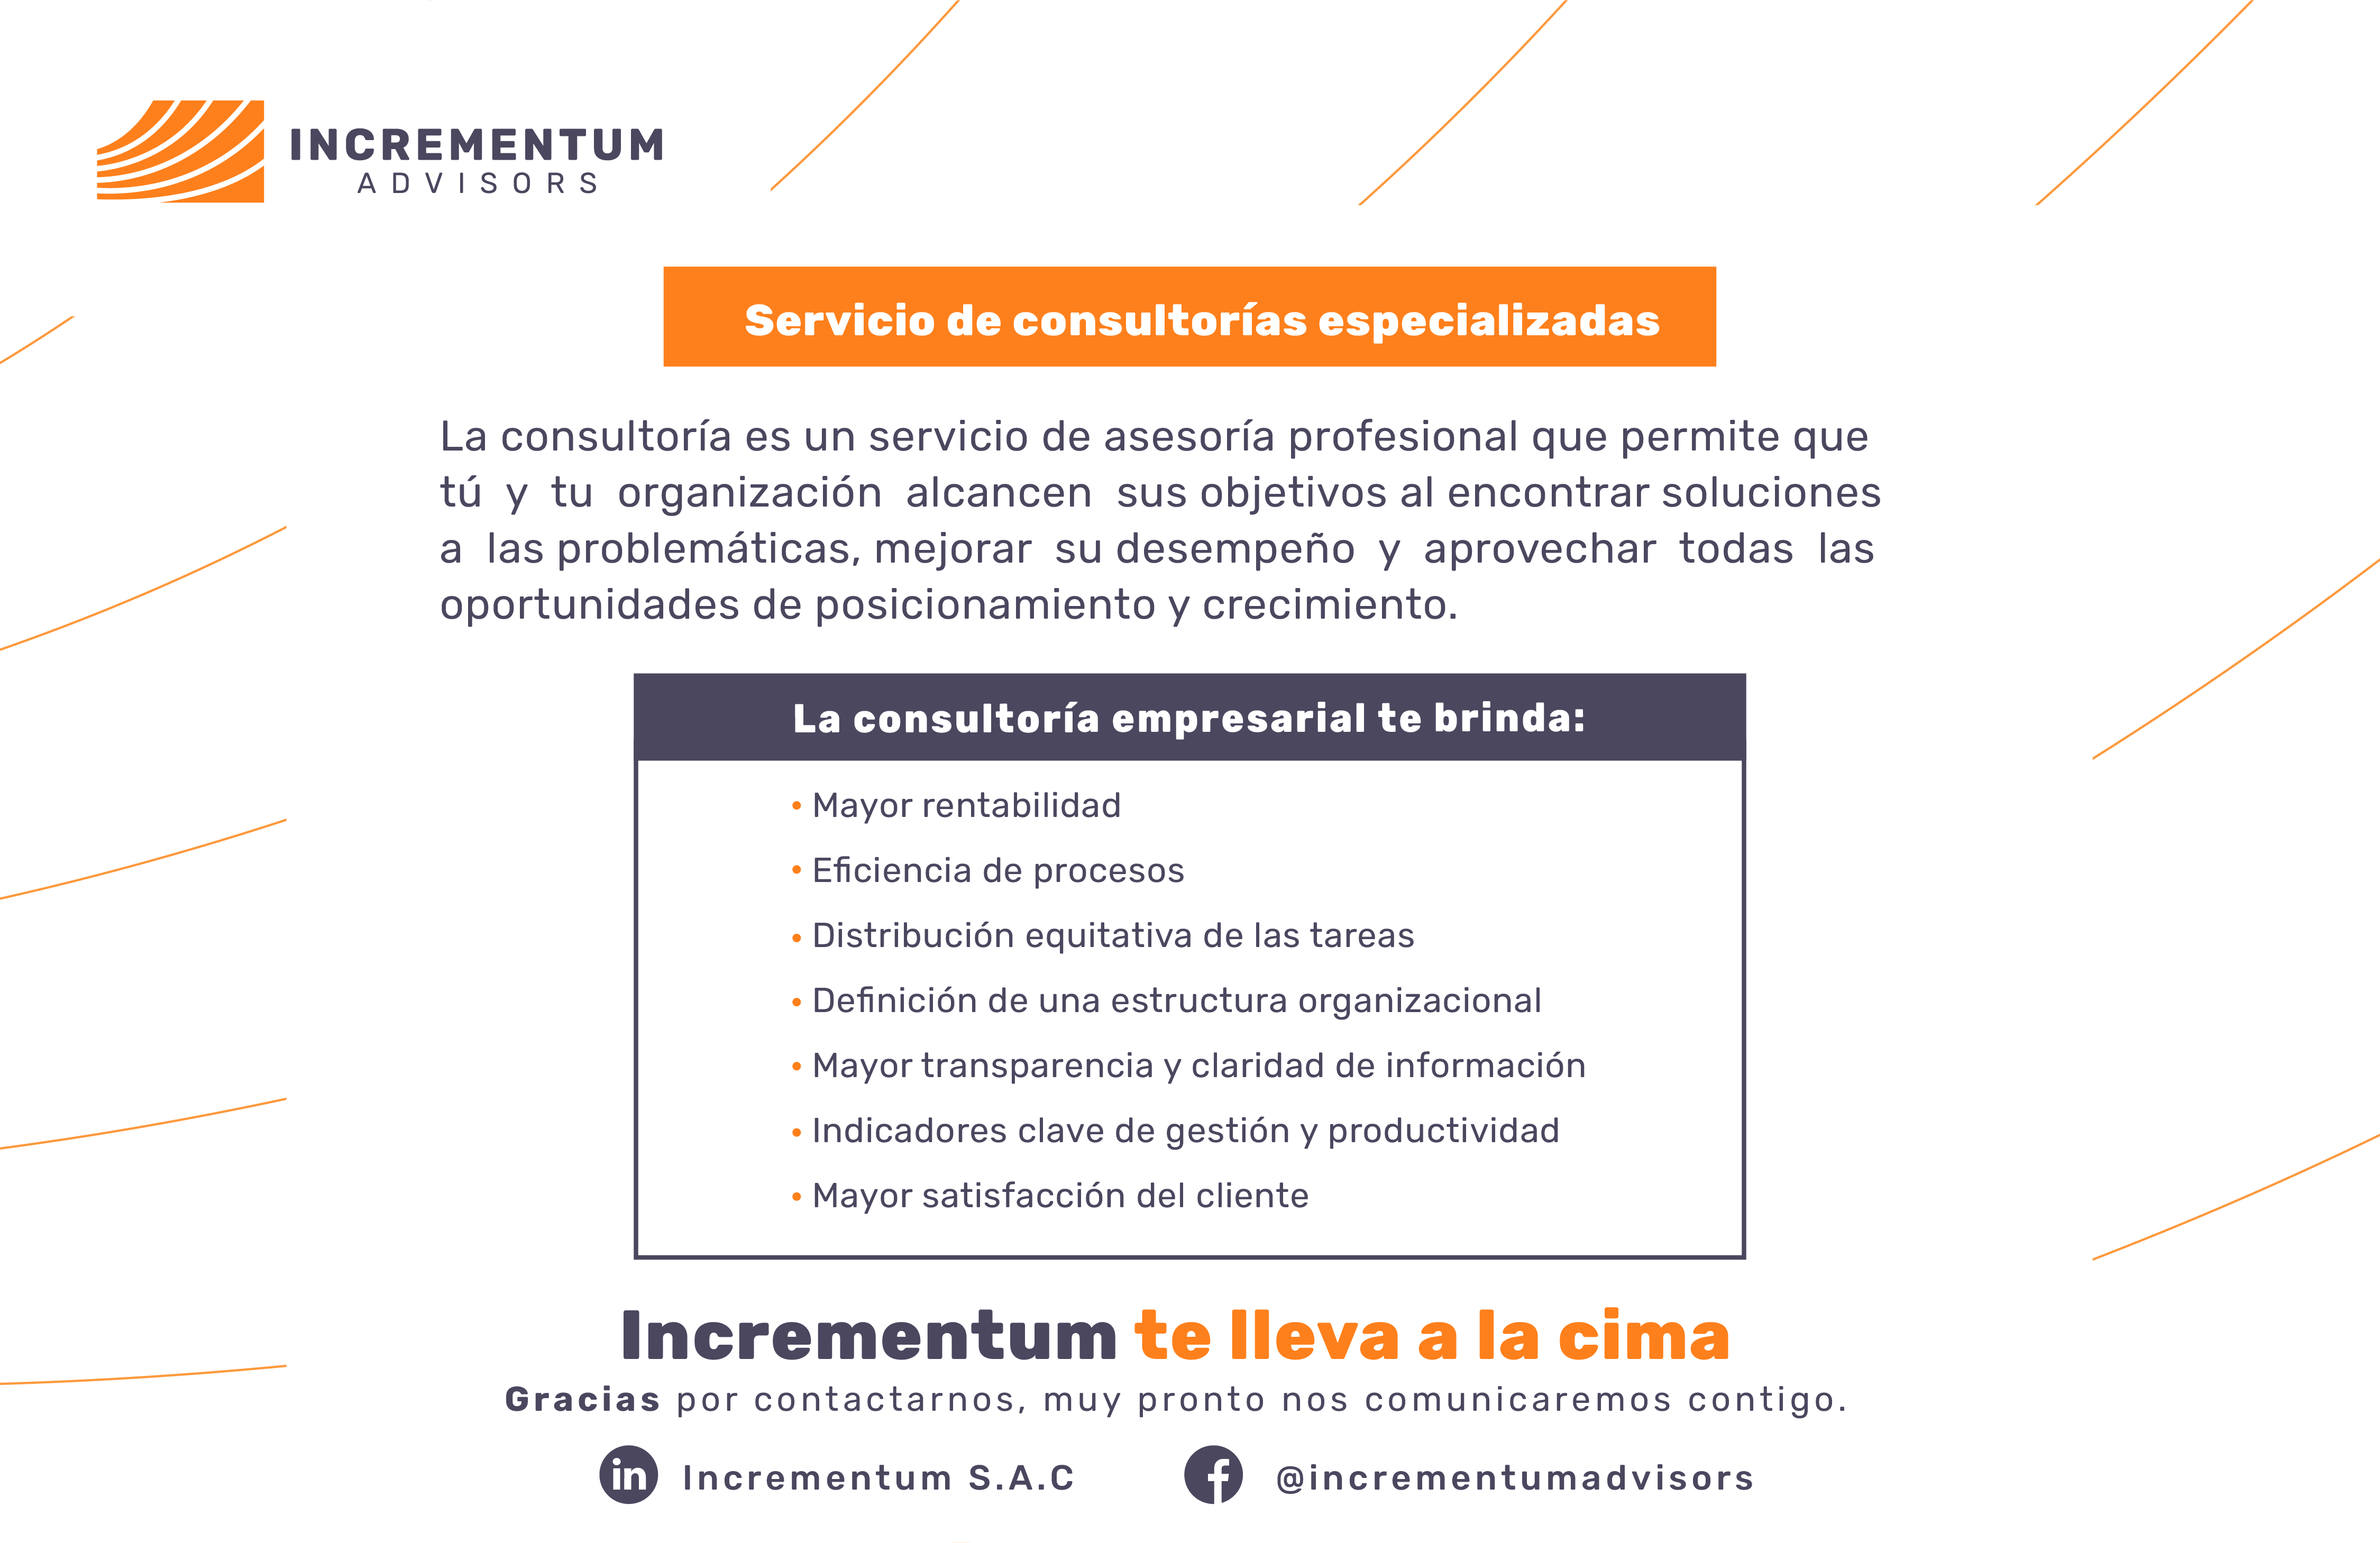 INCREMENTUM
ADVISORS
Servicio de consultorías especializadas
La consultoría es un servicio de asesoría profesional que permite que
tú y tu organización alcancen sus objetivos al encontrar soluciones
a las problemáticas, mejorar su desempeño y aprovechar todas las
oportunidades de posicionamiento y crecimiento.
La consultoría empresarial te brinda:
• Mayor rentabilidad
• Eficiencia de procesos
• Distribución equitativa de las tareas
• Definición de una estructura organizacional
• Mayor transparencia y claridad de información
• Indicadores clave de gestión y productividad
• Mayor satisfacción del cliente
Incrementum te lleva a la cima
Gracias por contactarnos, muy pronto nos comunicaremos contigo.
in Incrementum S.A.C
f @incrementumadvisors